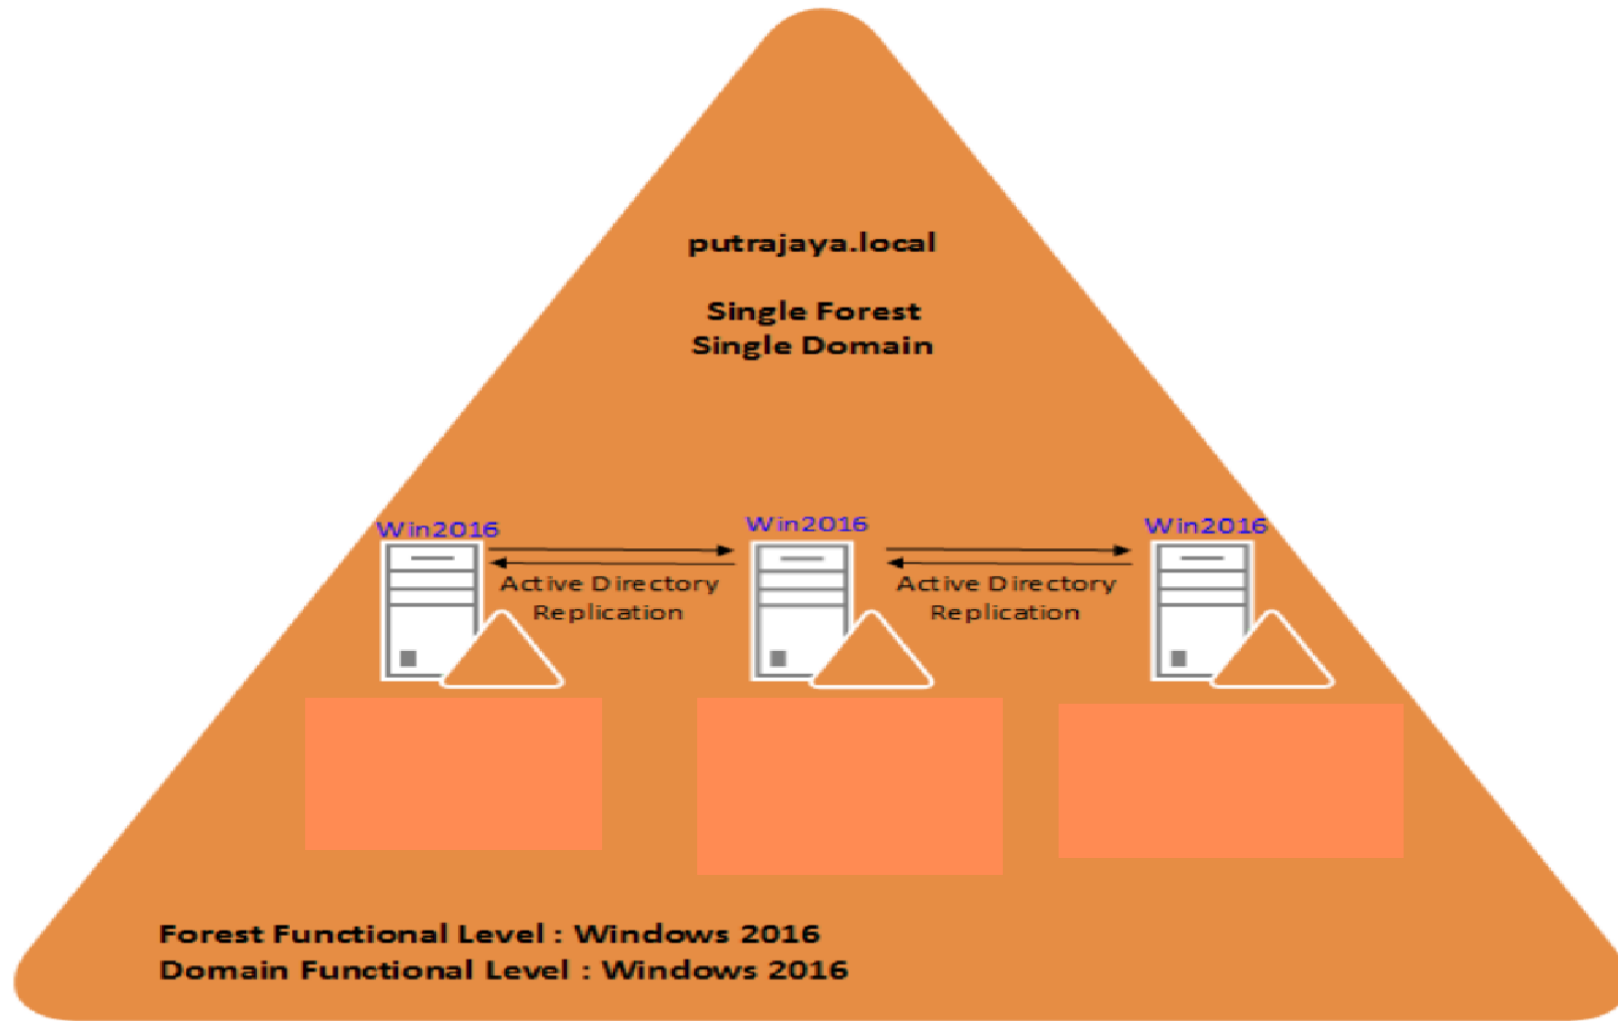 putrajaya.local
Single Forest
Single Domain
Win2016
Win2016
Win2016
Active Directory
Replication
Active Directory
Replication
Forest Functional Level : Windows 2016
Domain Functional Level : Windows 2016